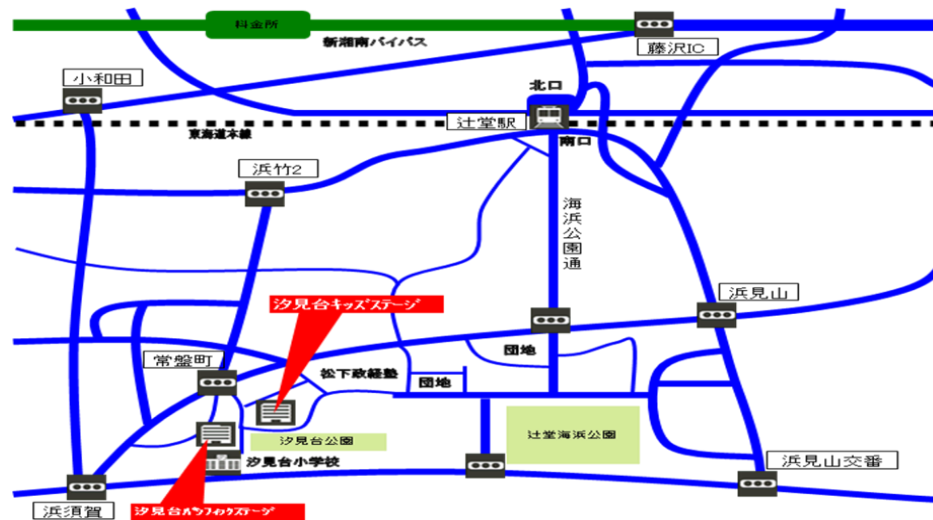 料金所
新湘南バイパス
藤沢IC
小和田
北口
辻堂駅
東海道本線
南口
浜竹2
海浜公園通
浜見山
汐見台キッズステージ
団地
常盤町
松下政経塾
団地
汐見台公園
辻堂海浜公園
汐見台小学校
浜見山交番
浜須賀
汐見台パシフィックステージ